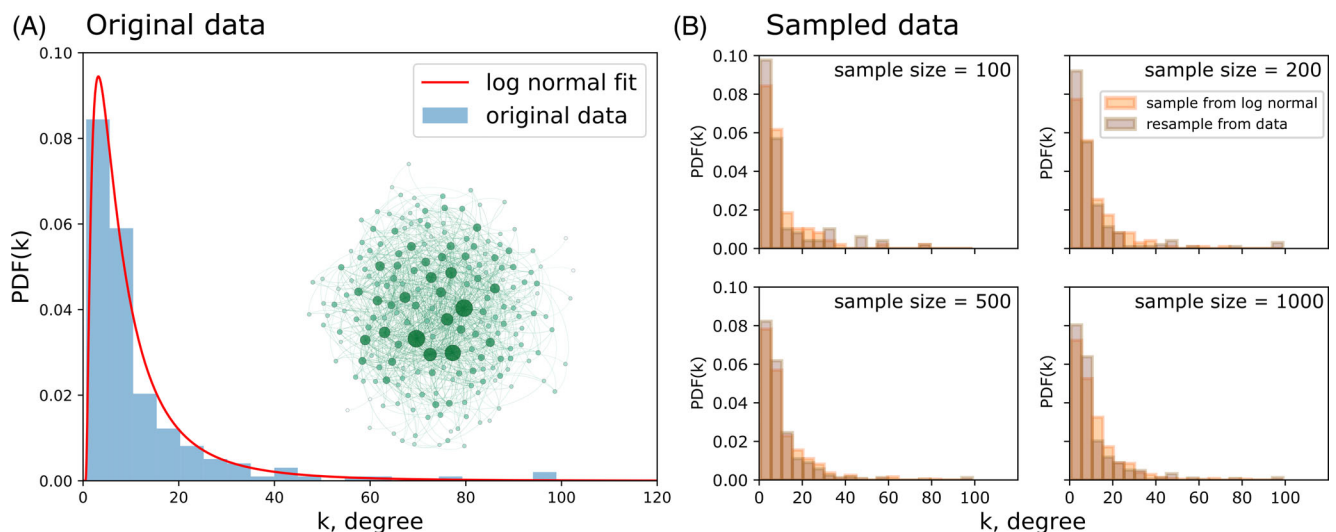 (A) Original data
0.10
0.08
0.06
0.04
0.02
0.00
PDF(k)
log normal fit
original data
0 20 40 60 80 100 120
k, degree
(B) Sampled data
0.10
0.08
0.06
0.04
0.02
0.00
PDF(k)
sample size = 100
PDF(k)
sample size = 200
sample from log normal
resample from data
0.10
0.08
0.06
0.04
0.02
0.00
PDF(k)
sample size = 500
0 20 40 60 80 100
PDF(k)
sample size = 1000
0 20 40 60 80 100
k, degree